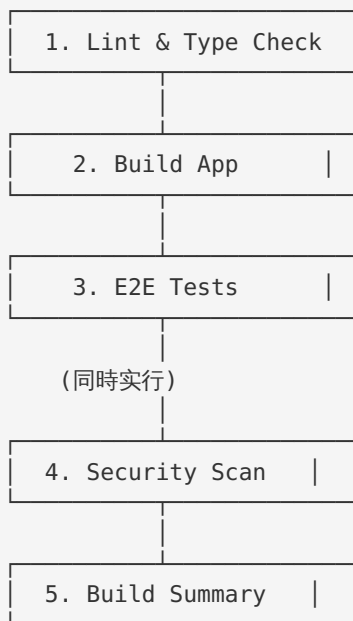 1. Lint & Type Check
2. Build App
3. E2E Tests
(同時实行)
4. Security Scan
5. Build Summary